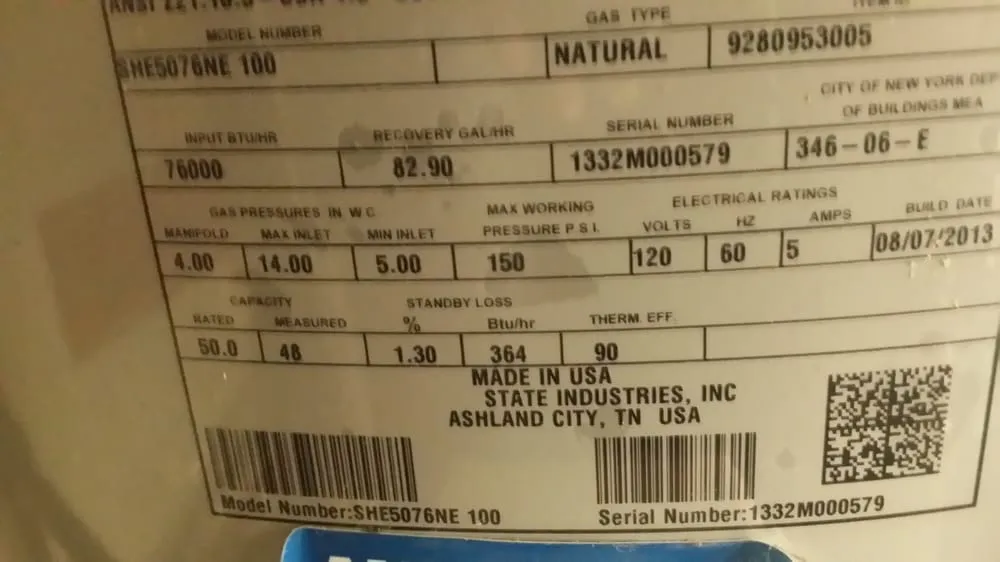 MODEL NUMBER GAS TYPE
SHE5076NE 100 NATURAL 9280953005
CITY OF NEW YORK DEP
OF BUILDINGS MEA
INPUT BTU/HR RECOVERY GAL/HR SERIAL NUMBER
76000 82.90 1332M000579 346-06-E
GAS PRESSURES IN W C MAX WORKING ELECTRICAL RATINGS
MANIFOLD MAX INLET MIN INLET PRESSURE P.S.I. VOLTS HZ AMPS BUILD DATE
4.00 14.00 5.00 150 120 60 5 08/07/2013
CAPACITY STANDBY LOSS
RATED MEASURED % Btu/hr THERM. EFF.
50.0 48 1.30 364 90
MADE IN USA
STATE INDUSTRIES, INC
ASHLAND CITY, TN USA
Model Number:SHE5076NE 100 Serial Number:1332M000579